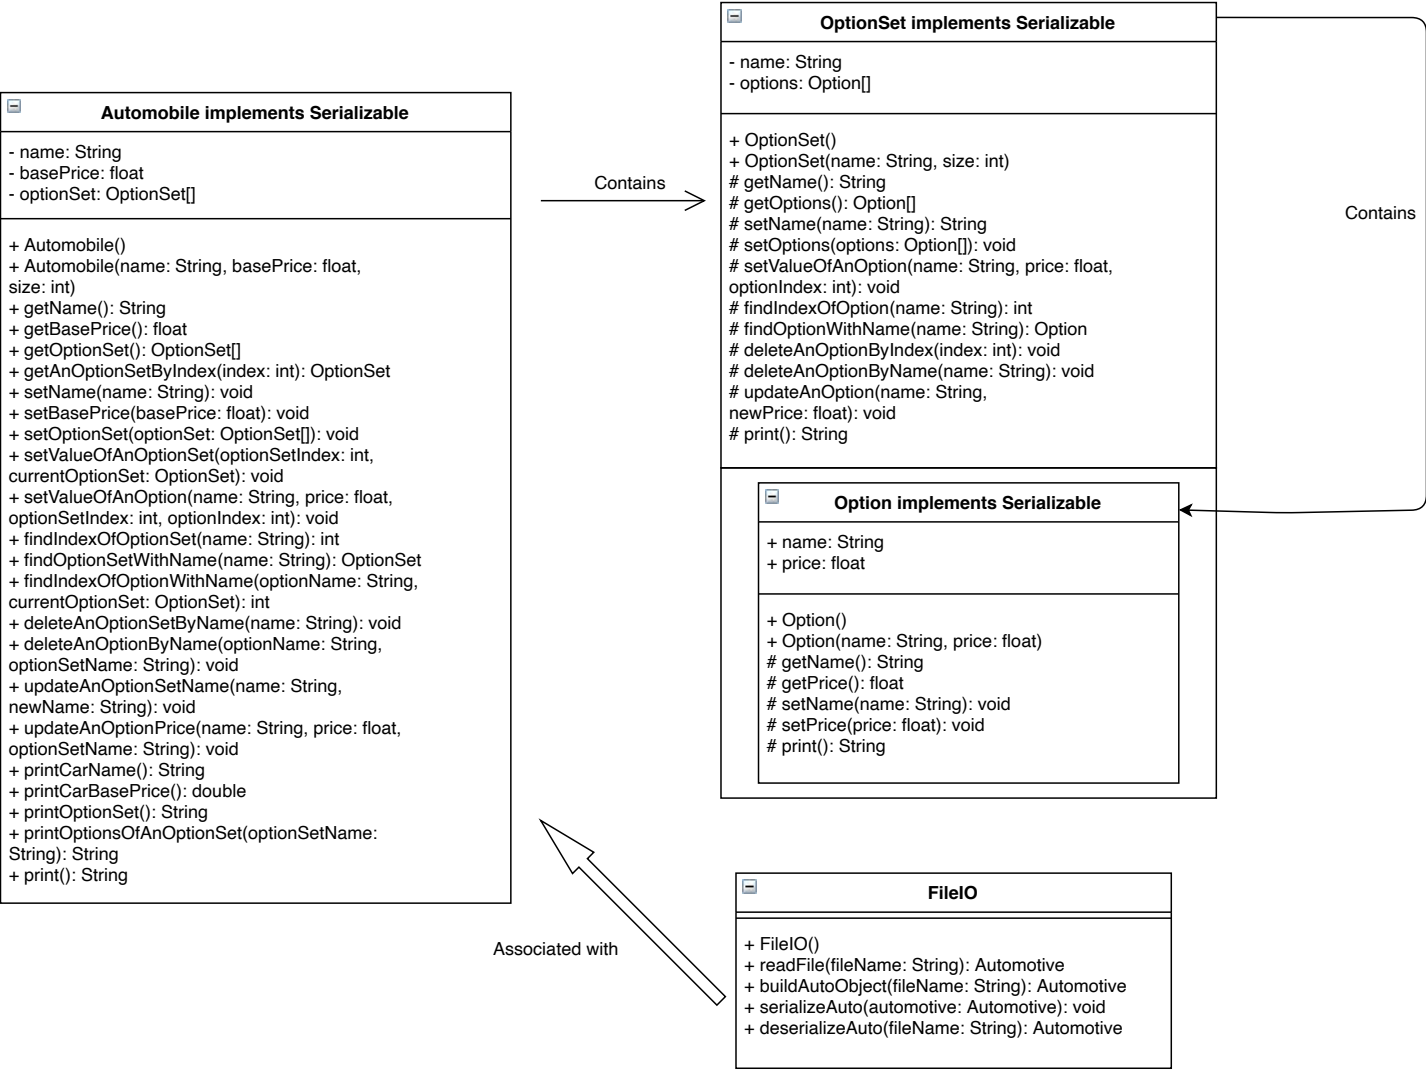 Automobile implements Serializable
- name: String
- basePrice: float
- optionSet: OptionSet[]
+ Automobile()
+ Automobile(name: String, basePrice: float,
size: int)
+ getName(): String
+ getBasePrice(): float
+ getOptionSet(): OptionSet[]
+ getAnOptionSetByIndex(index: int): OptionSet
+ setName(name: String): void
+ setBasePrice(basePrice: float): void
+ setOptionSet(optionSet: OptionSet[]): void
+ setValueOfAnOptionSet(optionSetIndex: int,
currentOptionSet: OptionSet): void
+ setValueOfAnOption(name: String, price: float,
optionSetIndex: int, optionIndex: int): void
+ findIndexOfOptionSet(name: String): int
+ findOptionSetWithName(name: String): OptionSet
+ findIndexOfOptionWithName(optionName: String,
currentOptionSet: OptionSet): int
+ deleteAnOptionSetByName(name: String): void
+ deleteAnOptionByName(optionName: String,
optionSetName: String): void
+ updateAnOptionSetName(name: String,
newName: String): void
+ updateAnOptionPrice(name: String, price: float,
optionSetName: String): void
+ printCarName(): String
+ printCarBasePrice(): double
+ printOptionSet(): String
+ printOptionsOfAnOptionSet(optionSetName:
String): String
+ print(): String
Contains
OptionSet implements Serializable
- name: String
- options: Option[]
+ OptionSet()
+ OptionSet(name: String, size: int)
# getName(): String
# getOptions(): Option[]
# setName(name: String): String
# setOptions(options: Option[]): void
# setValueOfAnOption(name: String, price: float,
optionIndex: int): void
# findIndexOfOption(name: String): int
# findOptionWithName(name: String): Option
# deleteAnOptionByIndex(index: int): void
# deleteAnOptionByName(name: String): void
# updateAnOption(name: String,
newPrice: float): void
# print(): String
Contains
Option implements Serializable
+ name: String
+ price: float
+ Option()
+ Option(name: String, price: float)
# getName(): String
# getPrice(): float
# setName(name: String): void
# setPrice(price: float): void
# print(): String
Associated with
FileIO
+ FileIO()
+ readFile(fileName: String): Automotive
+ buildAutoObject(fileName: String): Automotive
+ serializeAuto(automotive: Automotive): void
+ deserializeAuto(fileName: String): Automotive